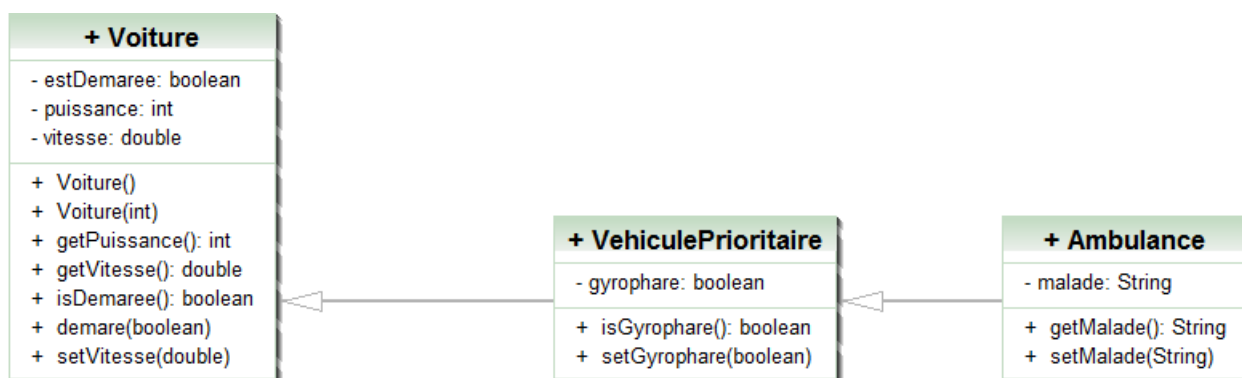 + Voiture
- estDemaree: boolean
- puissance: int
- vitesse: double
+ Voiture()
+ Voiture(int)
+ getPuissance(): int
+ getVitesse(): double
+ isDemaree(): boolean
+ demare(boolean)
+ setVitesse(double)
+ VehiculePrioritaire
- gyrophare: boolean
+ isGyrophare(): boolean
+ setGyrophare(boolean)
+ Ambulance
- malade: String
+ getMalade(): String
+ setMalade(String)